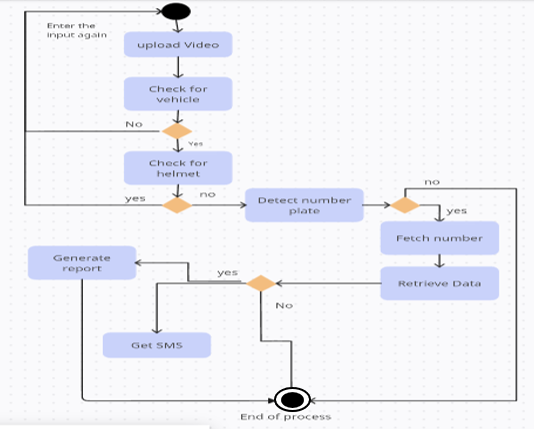 Enter the
input again
upload Video
Check for
vehicle
No
Yes
Check for
helmet
yes
no
Detect number
plate
no
yes
Fetch number
Generate
report
yes
Retrieve Data
No
Get SMS
End of process